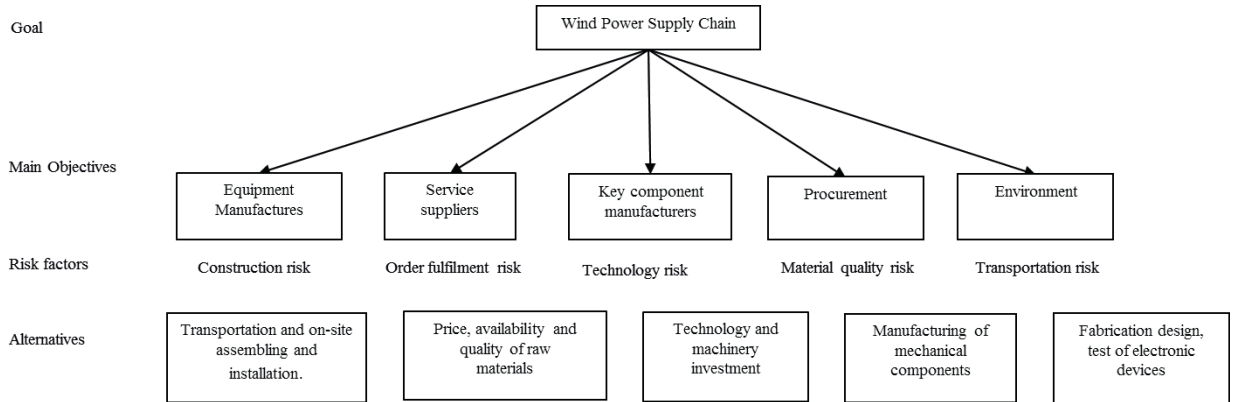 Goal
Wind Power Supply Chain
Main Objectives
Equipment
Manufactures
Service
suppliers
Key component
manufacturers
Procurement
Environment
Risk factors
Construction risk
Order fulfilment risk
Technology risk
Material quality risk
Transportation risk
Alternatives
Transportation and on-site
assembling and
installation.
Price, availability and
quality of raw
materials
Technology and
machinery
investment
Manufacturing of
mechanical
components
Fabrication design,
test of electronic
devices